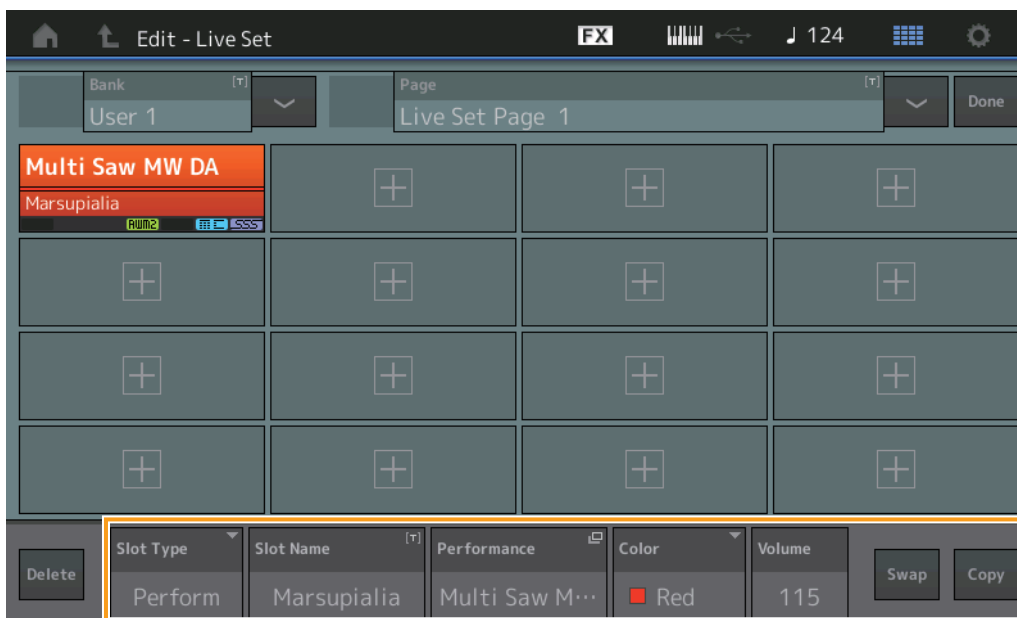 Edit - Live Set FX 124
Bank [T] Page [T]
User 1 Live Set Page 1 Done
Multi Saw MW DA
Marsupialia
AWM2 SSS
Slot Type Slot Name [T] Performance Color Volume
Delete Swap Copy
Perform Marsupialia Multi Saw M··· Red 115